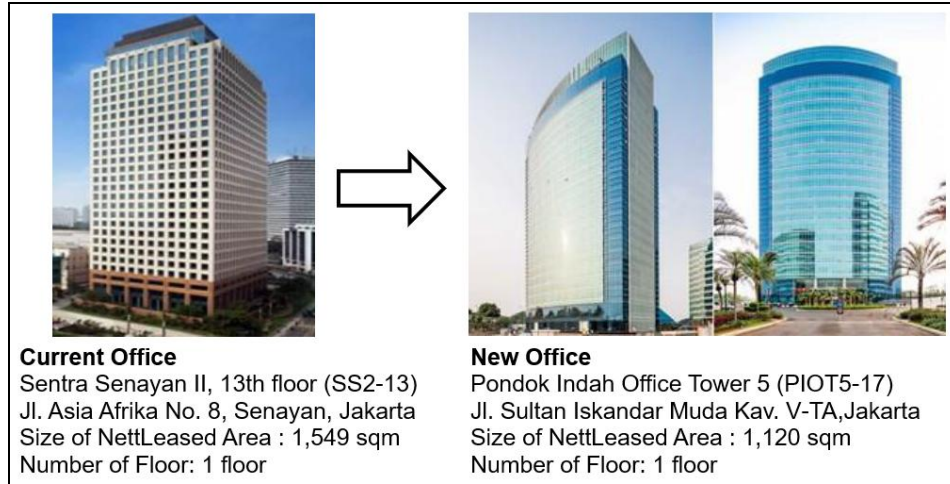 Current Office
Sentra Senayan II, 13th floor (SS2-13)
Jl. Asia Afrika No. 8, Senayan, Jakarta
Size of NettLeased Area : 1,549 sqm
Number of Floor: 1 floor
New Office
Pondok Indah Office Tower 5 (PIOT5-17)
Jl. Sultan Iskandar Muda Kav. V-TA,Jakarta
Size of NettLeased Area : 1,120 sqm
Number of Floor: 1 floor